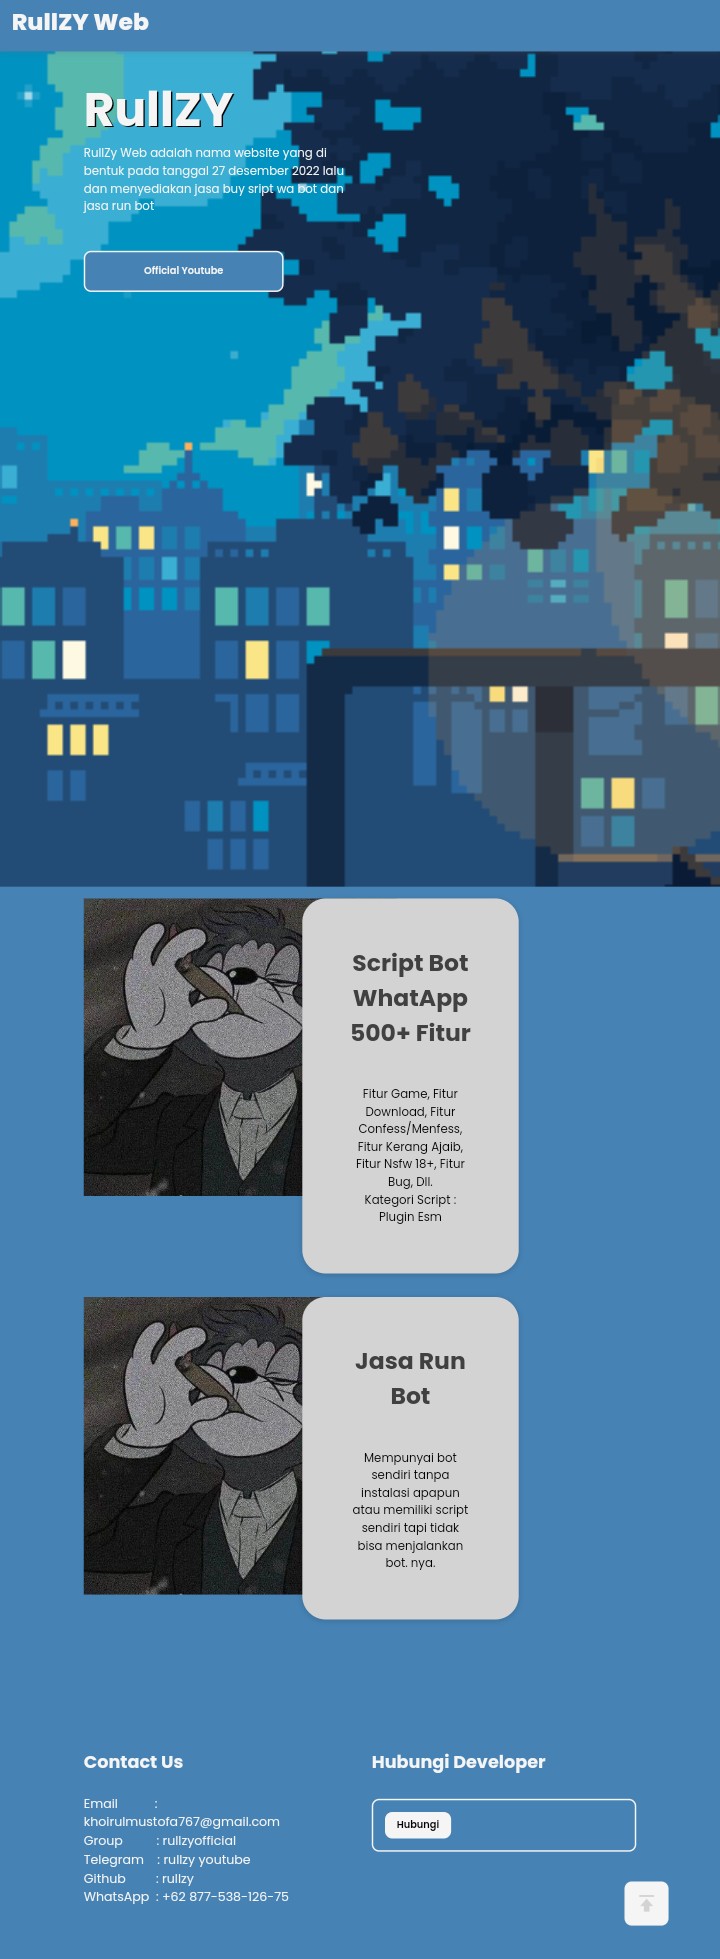 RullZY Web
RullZY
RullZy Web adalah nama website yang di
bentuk pada tanggal 27 desember 2022 lalu
dan menyediakan jasa buy sript wa bot dan
jasa run bot
Official Youtube
Script Bot
WhatApp
500+ Fitur
Fitur Game, Fitur
Download, Fitur
Confess/Menfess,
Fitur Kerang Ajaib,
Fitur Nsfw 18+, Fitur
Bug, Dll.
Kategori Script :
Plugin Esm
Jasa Run
Bot
Mempunyai bot
sendiri tanpa
instalasi apapun
atau memiliki script
sendiri tapi tidak
bisa menjalankan
bot. nya.
Contact Us
Email :
khoirulmustofa767@gmail.com
Group : rullzyofficial
Telegram : rullzy youtube
Github : rullzy
WhatsApp : +62 877-538-126-75
Hubungi Developer
Hubungi